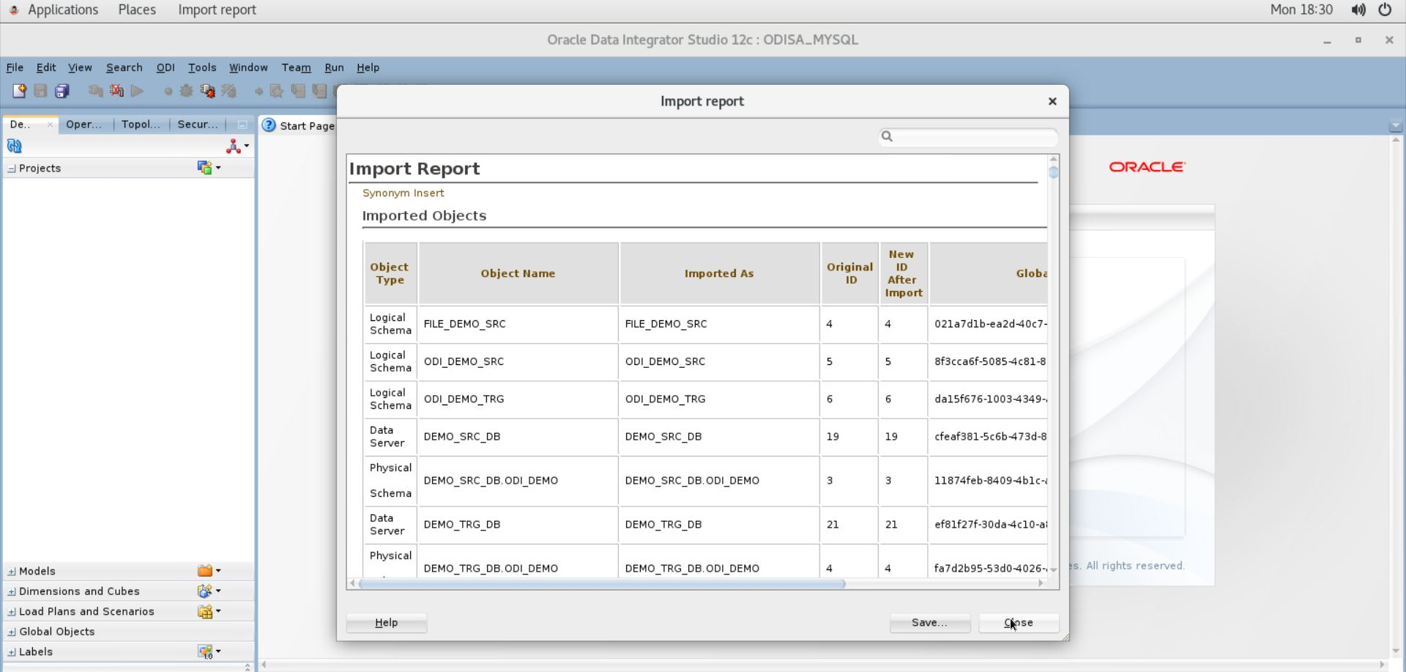 Applications Places Import report Mon 18:30
Oracle Data Integrator Studio 12c : ODISA_MYSQL
File Edit View Search ODI Tools Window Team Run Help
De.. Oper... Topol... Secur... Start Page
Projects
Models
Dimensions and Cubes
Load Plans and Scenarios
Global Objects
Labels
Import report
Import Report
Synonym Insert
Imported Objects
Object Type Object Name Imported As Original ID New ID After Import Globa
Logical Schema FILE_DEMO_SRC FILE_DEMO_SRC 4 4 021a7d1b-ea2d-40c7-
Logical Schema ODI_DEMO_SRC ODI_DEMO_SRC 5 5 8f3cca6f-5085-4c81-8
Logical Schema ODI_DEMO_TRG ODI_DEMO_TRG 6 6 da15f676-1003-4349-
Data Server DEMO_SRC_DB DEMO_SRC_DB 19 19 cfeaf381-5c6b-473d-8
Physical Schema DEMO_SRC_DB.ODI_DEMO DEMO_SRC_DB.ODI_DEMO 3 3 11874feb-8409-4b1c-
Data Server DEMO_TRG_DB DEMO_TRG_DB 21 21 ef81f27f-30da-4c10-a
Physical DEMO_TRG_DB.ODI_DEMO DEMO_TRG_DB.ODI_DEMO 4 4 fa7d2b95-53d0-4026-
Help Save... Close
ORACLE
es. All rights reserved.